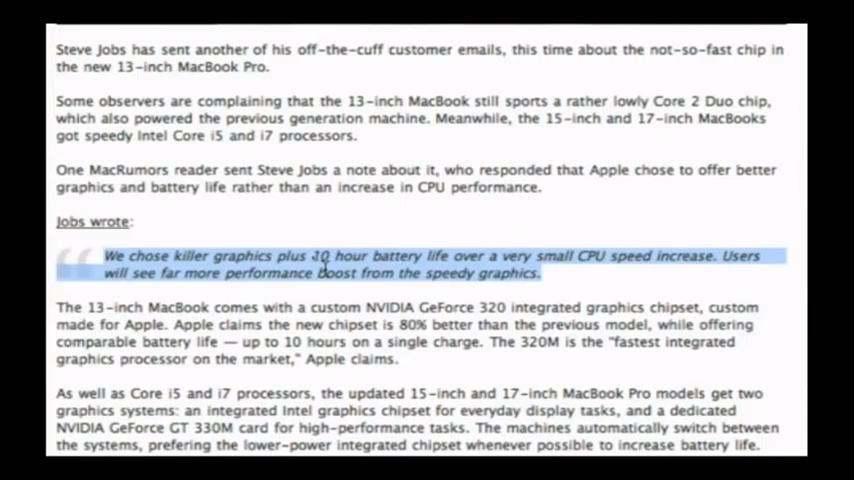 Steve Jobs has sent another of his off-the-cuff customer emails, this time about the not-so-fast chip in
the new 13-inch MacBook Pro.
Some observers are complaining that the 13-inch MacBook still sports a rather lowly Core 2 Duo chip,
which also powered the previous generation machine. Meanwhile, the 15-inch and 17-inch MacBooks
got speedy Intel Core i5 and i7 processors.
One MacRumors reader sent Steve Jobs a note about it, who responded that Apple chose to offer better
graphics and battery life rather than an increase in CPU performance.
Jobs wrote:
We chose killer graphics plus 10 hour battery life over a very small CPU speed increase. Users
will see far more performance boost from the speedy graphics.
The 13-inch MacBook comes with a custom NVIDIA GeForce 320 integrated graphics chipset, custom
made for Apple. Apple claims the new chipset is 80% better than the previous model, while offering
comparable battery life — up to 10 hours on a single charge. The 320M is the "fastest integrated
graphics processor on the market," Apple claims.
As well as Core i5 and i7 processors, the updated 15-inch and 17-inch MacBook Pro models get two
graphics systems: an integrated Intel graphics chipset for everyday display tasks, and a dedicated
NVIDIA GeForce GT 330M card for high-performance tasks. The machines automatically switch between
the systems, prefering the lower-power integrated chipset whenever possible to increase battery life.